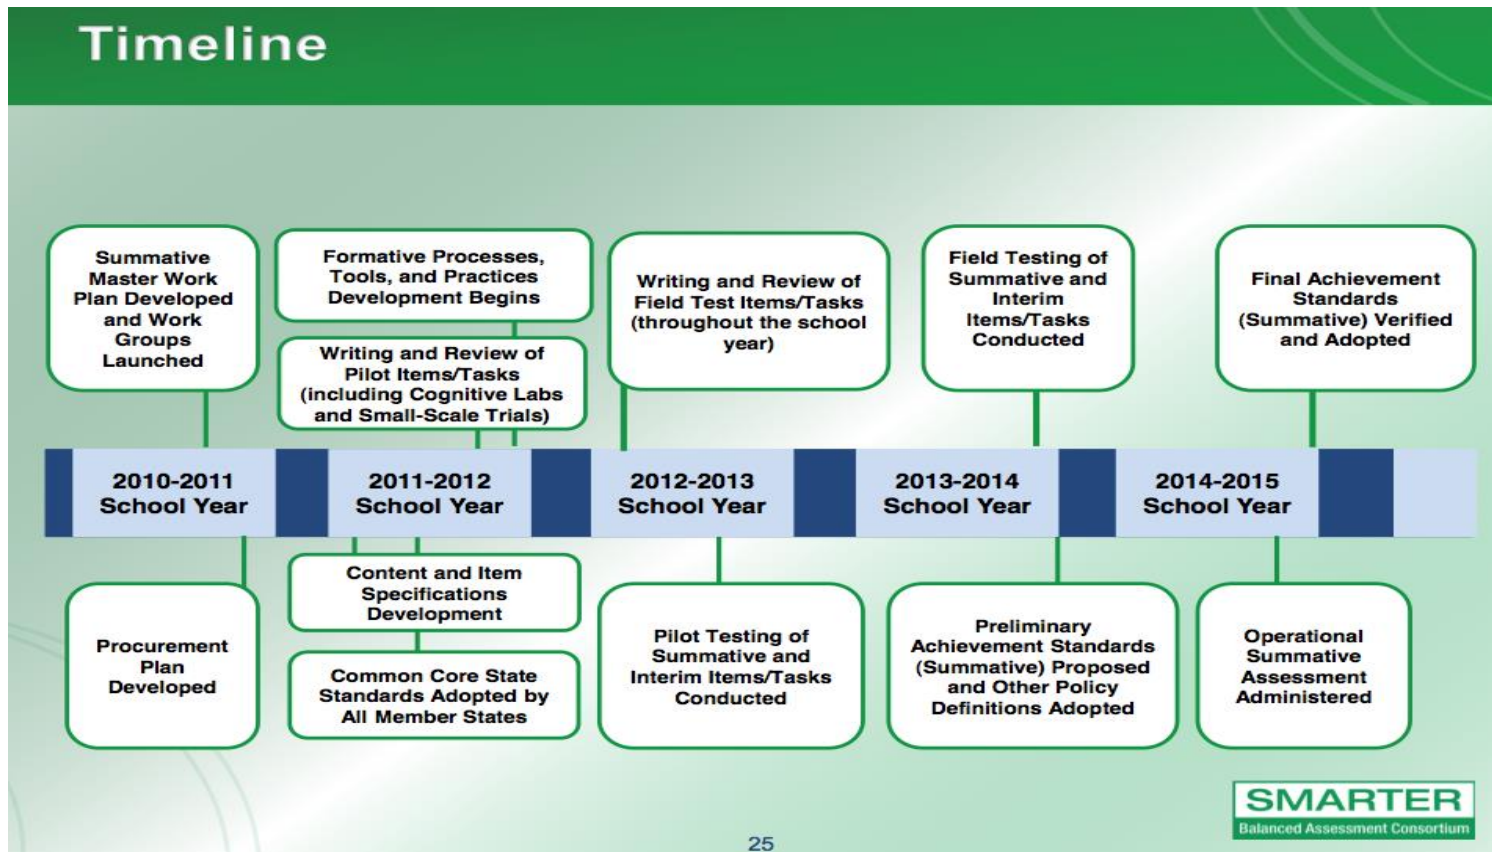 Timeline
Summative
Master Work
Plan Developed
and Work
Groups
Launched
Formative Processes,
Tools, and Practices
Development Begins
Writing and Review of
Pilot Items/Tasks
(including Cognitive Labs
and Small-Scale Trials)
Writing and Review of
Field Test Items/Tasks
(throughout the school
year)
Field Testing of
Summative and
Interim
Items/Tasks
Conducted
Final Achievement
Standards
(Summative) Verified
and Adopted
2010-2011
School Year
2011-2012
School Year
2012-2013
School Year
2013-2014
School Year
2014-2015
School Year
Procurement
Plan
Developed
Content and Item
Specifications
Development
Common Core State
Standards Adopted by
All Member States
Pilot Testing of
Summative and
Interim Items/Tasks
Conducted
Preliminary
Achievement Standards
(Summative) Proposed
and Other Policy
Definitions Adopted
Operational
Summative
Assessment
Administered
SMARTER
Balanced Assessment Consortium
25